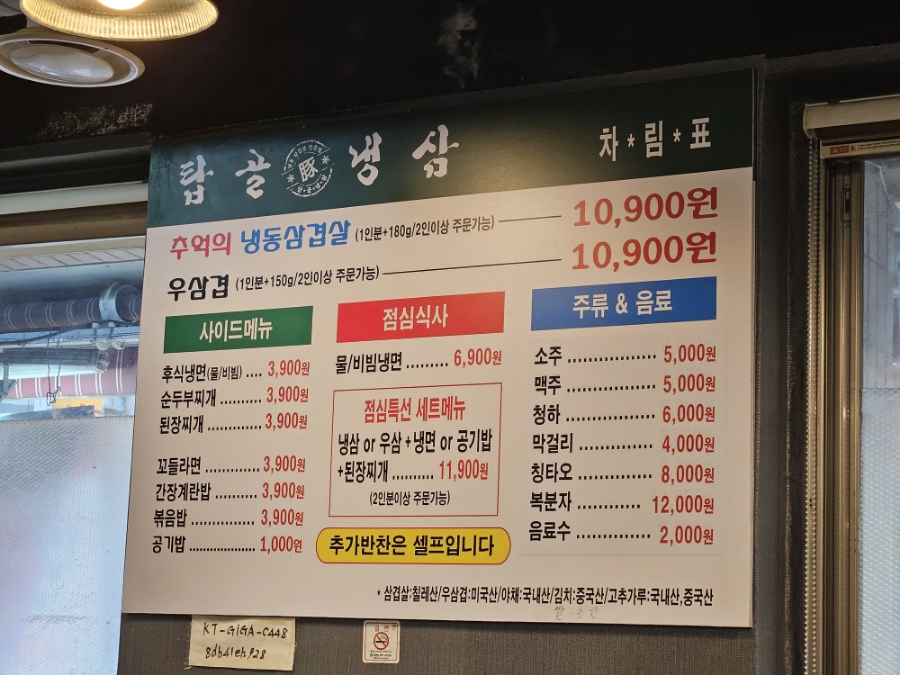 탑골 豚 냉삼
차*림*표
추억의 냉동삼겹살 (1인분+180g/2인이상 주문가능) 10,900원
우삼겹 (1인분+150g/2인이상 주문가능) 10,900원
사이드메뉴
후식냉면(물/비빔) .... 3,900원
순두부찌개 .......... 3,900원
된장찌개 ............ 3,900원
꼬들라면 ............ 3,900원
간장계란밥 .......... 3,900원
볶음밥 .............. 3,900원
공기밥 .............. 1,000원
점심식사
물/비빔냉면 ......... 6,900원
점심특선 세트메뉴
냉삼 or 우삼 + 냉면 or 공기밥
+된장찌개 .......... 11,900원
(2인분이상 주문가능)
추가반찬은 셀프입니다
주류 & 음료
소주 ................. 5,000원
맥주 ................. 5,000원
청하 ................. 6,000원
막걸리 .............. 4,000원
칭타오 .............. 8,000원
복분자 ............ 12,000원
음료수 .............. 2,000원
* 삼겹살:칠레산/우삼겹:미국산/야채:국내산/김치:중국산/고추가루:국내산,중국산
KT-GIGA-CA48
8db41eh928